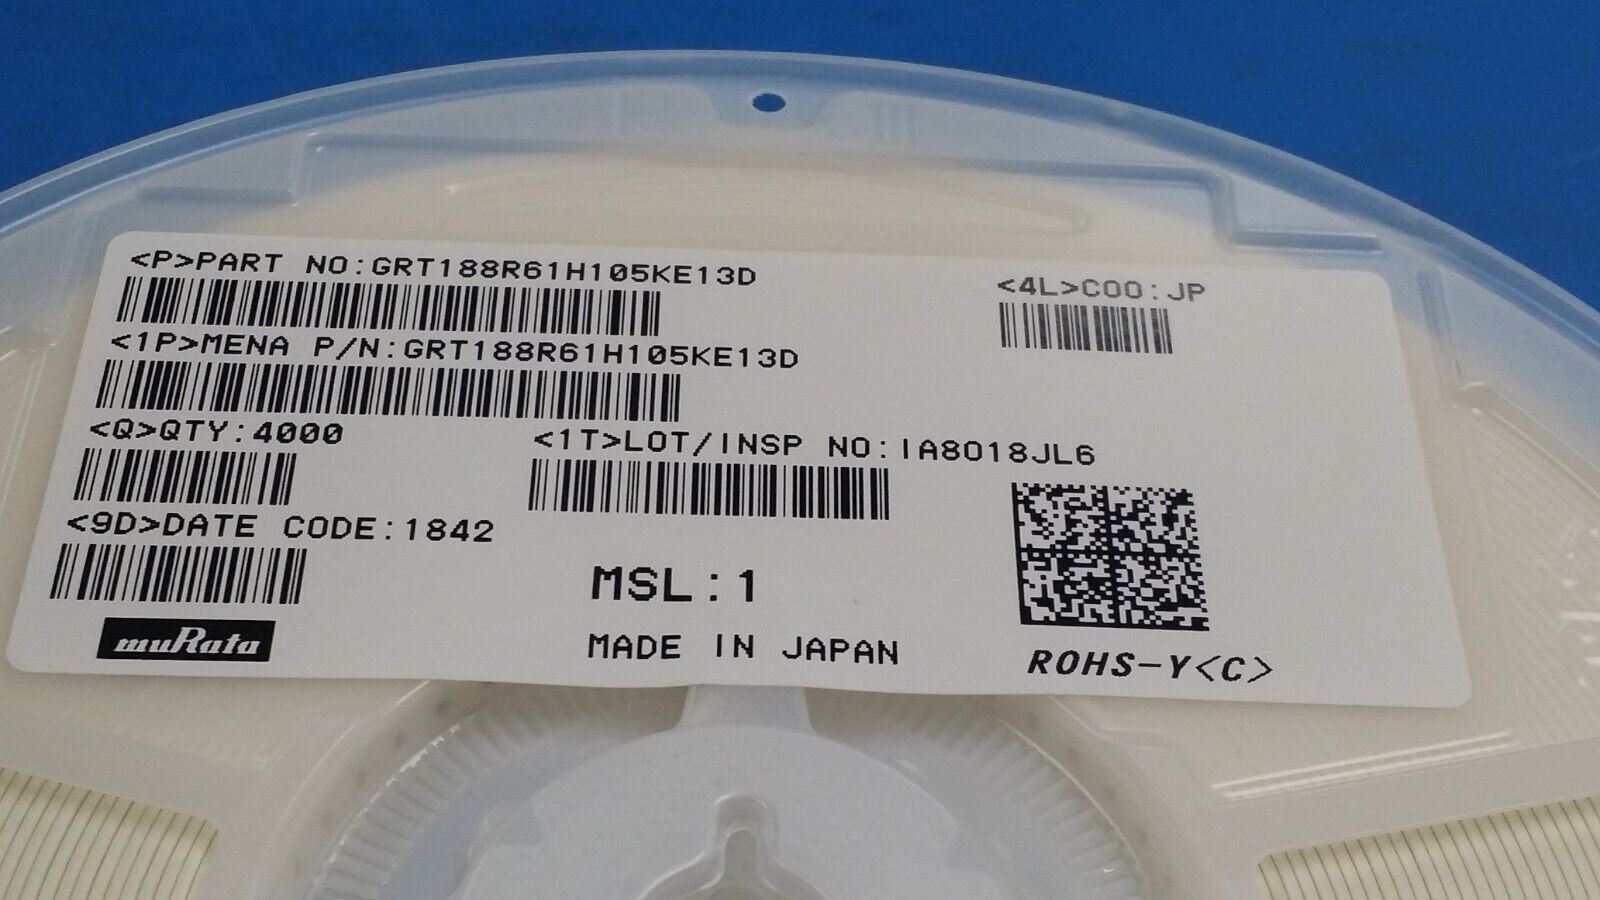 <P>PART NO:GRT188R61H105KE13D
<4L>COO:JP
<1P>MENA P/N:GRT188R61H105KE13D
<Q>QTY:4000
<1T>LOT/INSP NO:IA8018JL6
<9D>DATE CODE:1842
MSL:1
muRata
MADE IN JAPAN
ROHS-Y<C>